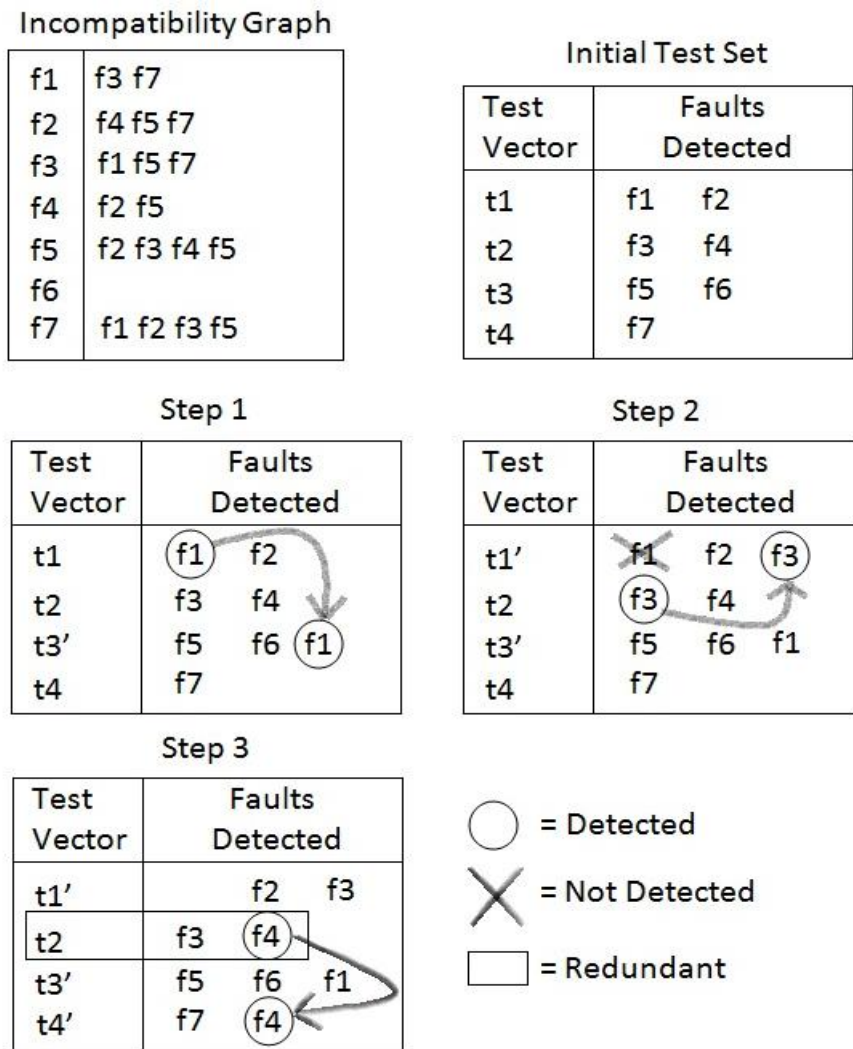 Incompatibility Graph
f1 f3 f7
f2 f4 f5 f7
f3 f1 f5 f7
f4 f2 f5
f5 f2 f3 f4 f5
f6
f7 f1 f2 f3 f5
Initial Test Set
Test Faults
Vector Detected
t1 f1 f2
t2 f3 f4
t3 f5 f6
t4 f7
Step 1
Test Faults
Vector Detected
t1 f1 f2
t2 f3 f4
t3' f5 f6 f1
t4 f7
Step 2
Test Faults
Vector Detected
t1' f1 f2 f3
t2 f3 f4
t3' f5 f6 f1
t4 f7
Step 3
Test Faults
Vector Detected
t1' f2 f3
t2 f3 f4
t3' f5 f6 f1
t4' f7 f4
= Detected
= Not Detected
= Redundant